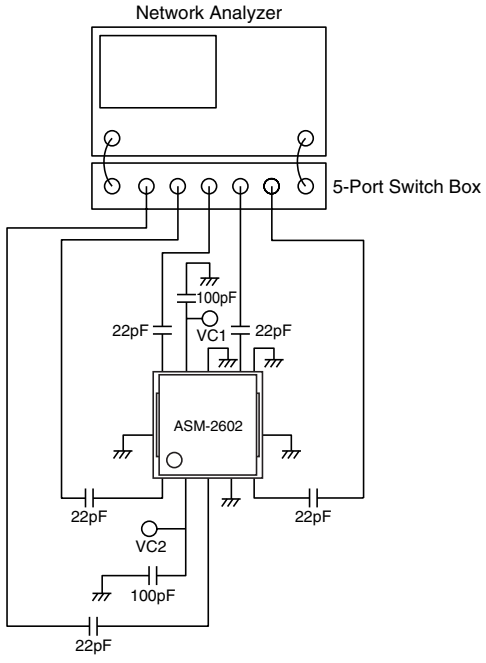 Network Analyzer
5-Port Switch Box
100pF
22pF
VC1
22pF
ASM-2602
22pF
22pF
VC2
100pF
22pF